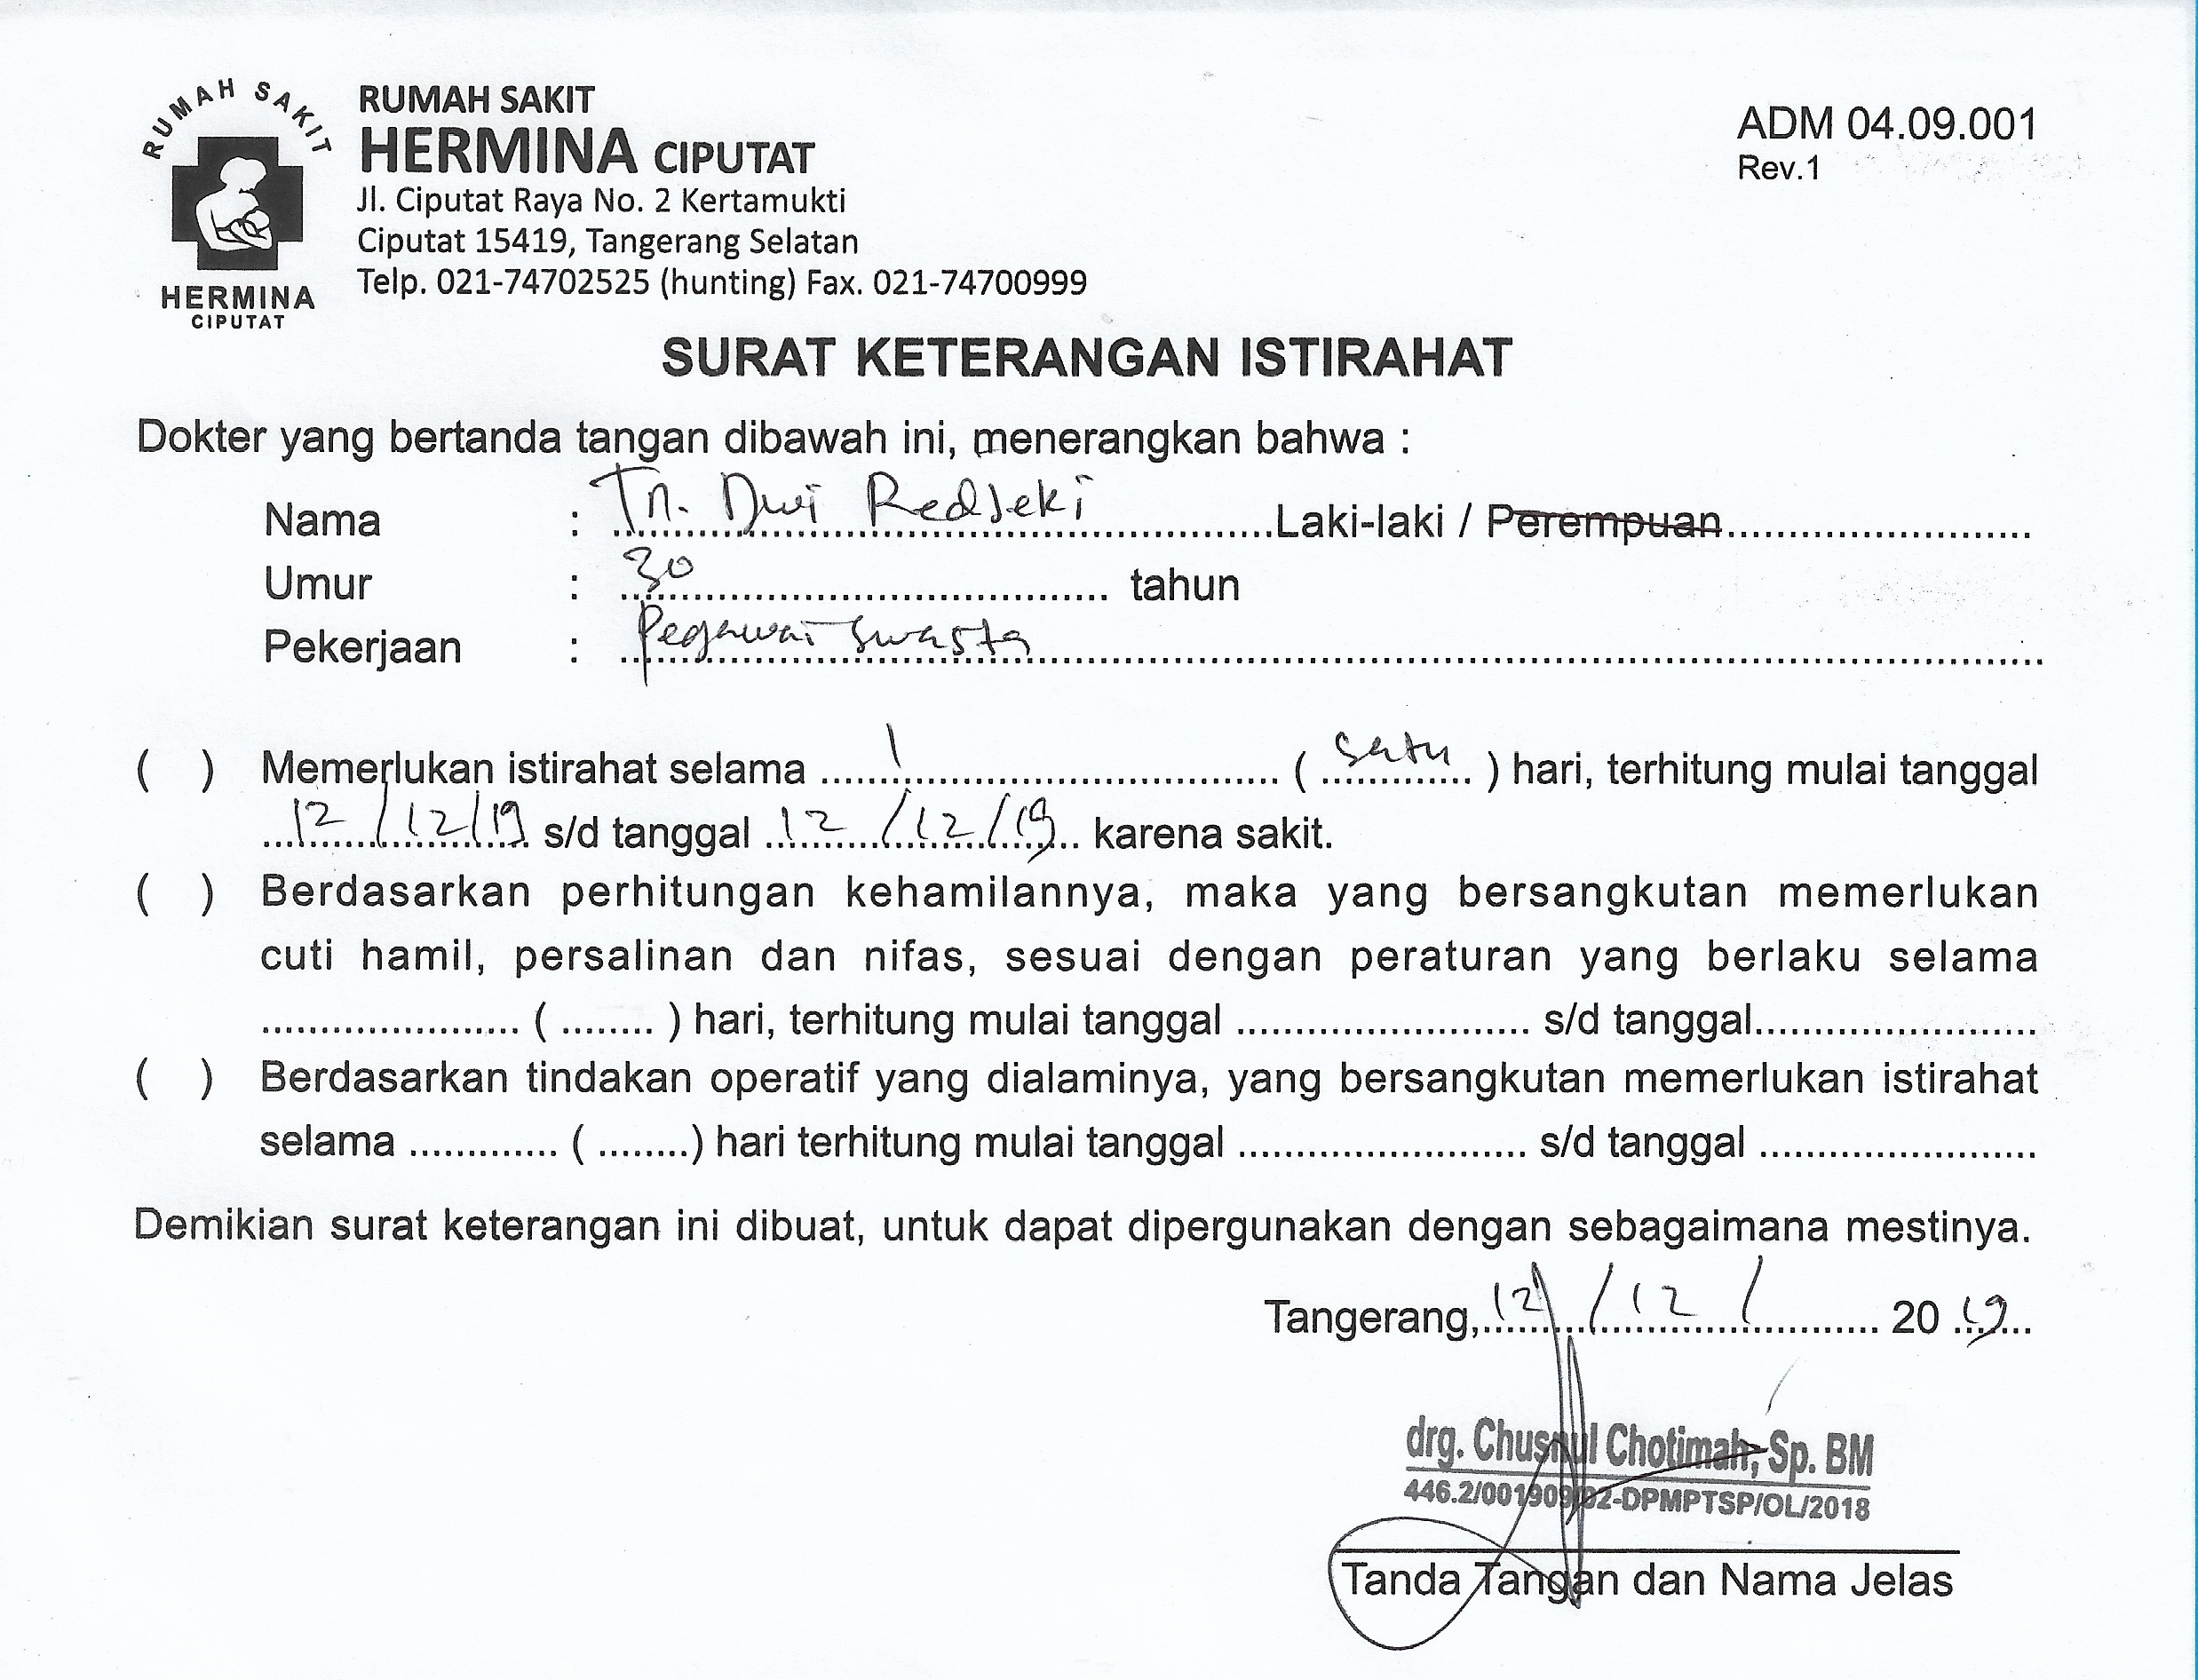 RUMAH SAKIT
HERMINA
CIPUTAT
RUMAH SAKIT
HERMINA CIPUTAT
Jl. Ciputat Raya No. 2 Kertamukti
Ciputat 15419, Tangerang Selatan
Telp. 021-74702525 (hunting) Fax. 021-74700999
ADM 04.09.001
Rev.1
SURAT KETERANGAN ISTIRAHAT
Dokter yang bertanda tangan dibawah ini, menerangkan bahwa :
Nama : Tn. Dwi Redjeki Laki-laki / Perempuan
Umur : 30 tahun
Pekerjaan : Pegawai Swasta
( ) Memerlukan istirahat selama 1 ( satu ) hari, terhitung mulai tanggal
12/12/19 s/d tanggal 12/12/19 karena sakit.
( ) Berdasarkan perhitungan kehamilannya, maka yang bersangkutan memerlukan
cuti hamil, persalinan dan nifas, sesuai dengan peraturan yang berlaku selama
...................... ( ........ ) hari, terhitung mulai tanggal ......................... s/d tanggal........................
( ) Berdasarkan tindakan operatif yang dialaminya, yang bersangkutan memerlukan istirahat
selama ............. ( ........) hari terhitung mulai tanggal ........................ s/d tanggal ........................
Demikian surat keterangan ini dibuat, untuk dapat dipergunakan dengan sebagaimana mestinya.
Tangerang, 12 / 12 / 20 19
drg. Chusnul Chotimah, Sp. BM
446.2/001909/02-DPMPTSP/OL/2018
Tanda Tangan dan Nama Jelas